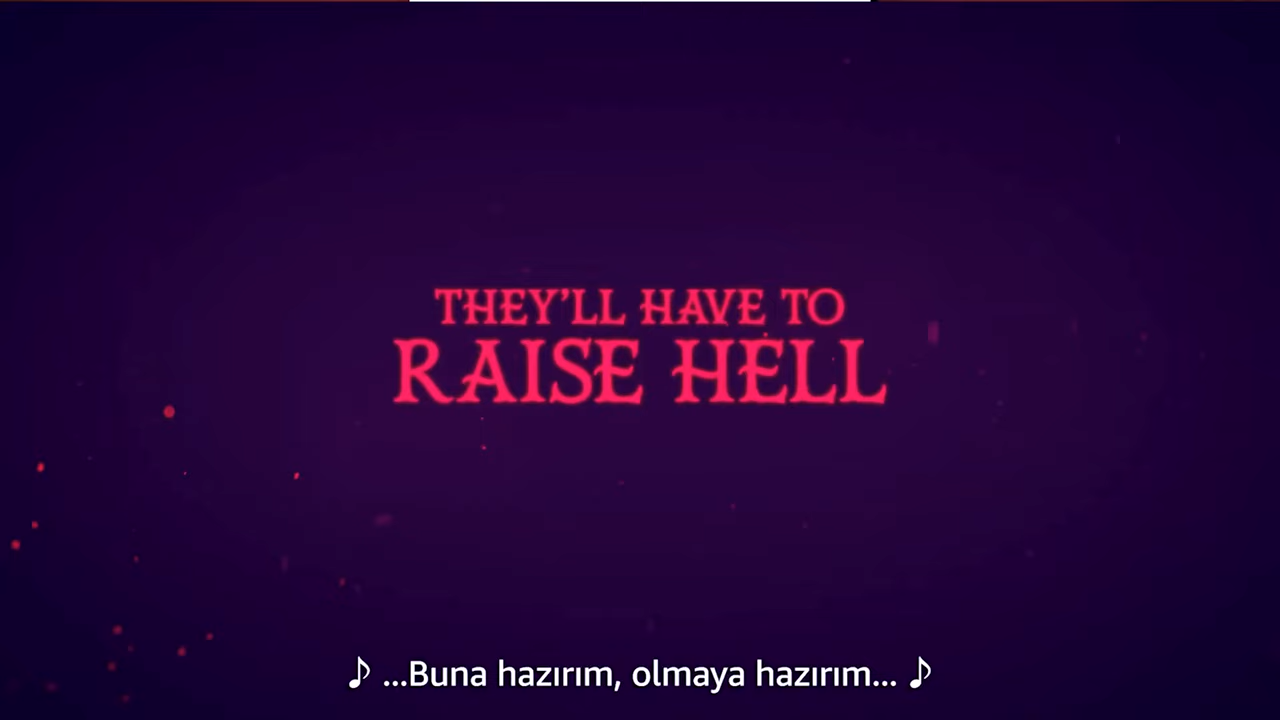 THEY'LL HAVE TO
RAISE HELL
♪ ...Buna hazırım, olmaya hazırım... ♪